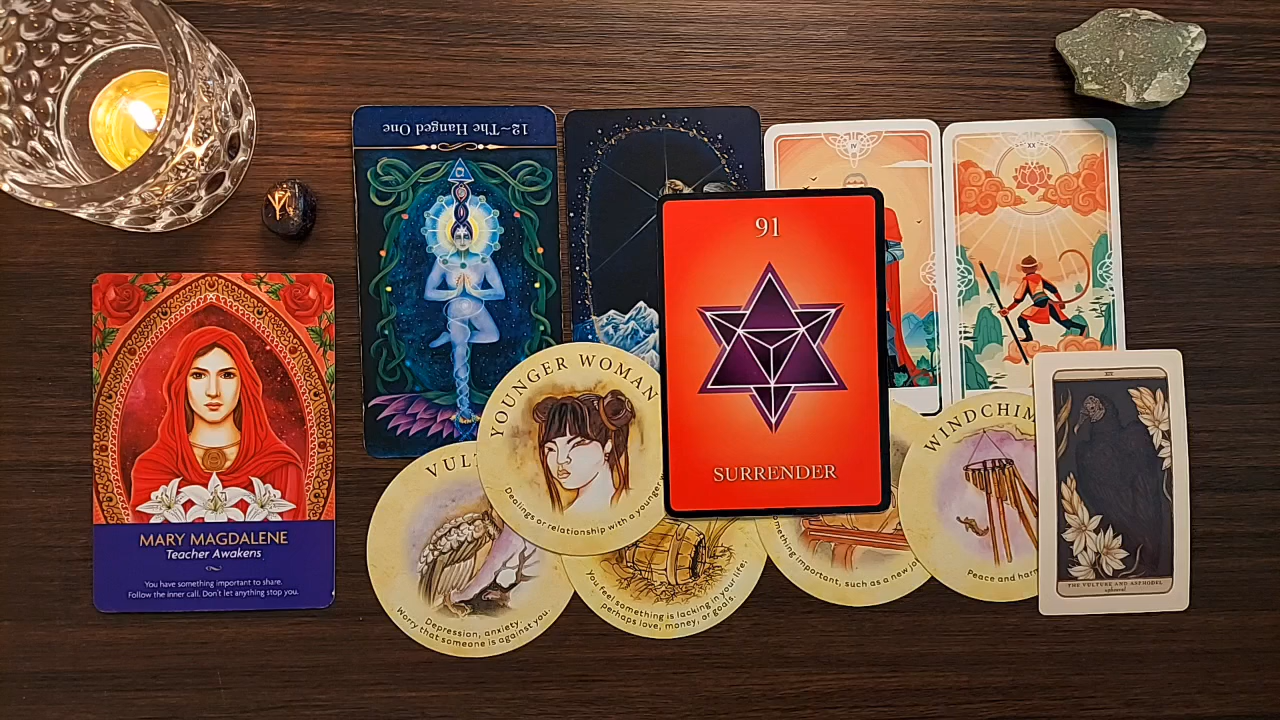 12~The Hanged One
IV
XX
91
SURRENDER
MARY MAGDALENE
Teacher Awakens
You have something important to share.
Follow the inner call. Don't let anything stop you.
YOUNGER WOMAN
Dealings or relationship with a younger
VULT
Depression, anxiety.
Worry that someone is against you.
You feel something is lacking in your life;
perhaps love, money, or goals.
omething important, such as a new jo
WINDCHIM
Peace and harm
THE VULTURE AND ASPHODEL
upheaval